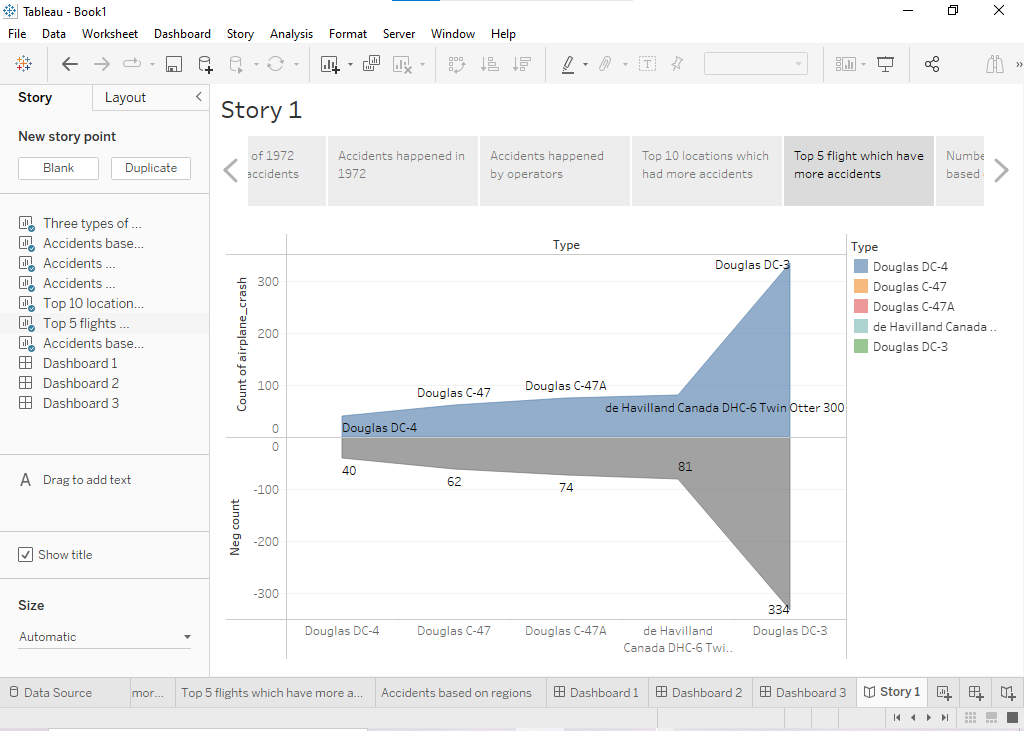 Tableau - Book1
File Data Worksheet Dashboard Story Analysis Format Server Window Help
Story Layout
New story point
Blank Duplicate
Three types of ...
Accidents base...
Accidents ...
Accidents ...
Top 10 location...
Top 5 flights ...
Accidents base...
Dashboard 1
Dashboard 2
Dashboard 3
A Drag to add text
Show title
Size
Automatic
Story 1
of 1972
accidents
Accidents happened in
1972
Accidents happened
by operators
Top 10 locations which
had more accidents
Top 5 flight which have
more accidents
Numbe
based
Type
Count of airplane_crash
300
200
100
0
Douglas DC-3
Douglas C-47
Douglas C-47A
de Havilland Canada DHC-6 Twin Otter 300
Douglas DC-4
Neg count
0
-100
-200
-300
40
62
74
81
334
Douglas DC-4
Douglas C-47
Douglas C-47A
de Havilland
Canada DHC-6 Twi..
Douglas DC-3
Type
Douglas DC-4
Douglas C-47
Douglas C-47A
de Havilland Canada ..
Douglas DC-3
Data Source mor... Top 5 flights which have more a... Accidents based on regions Dashboard 1 Dashboard 2 Dashboard 3 Story 1